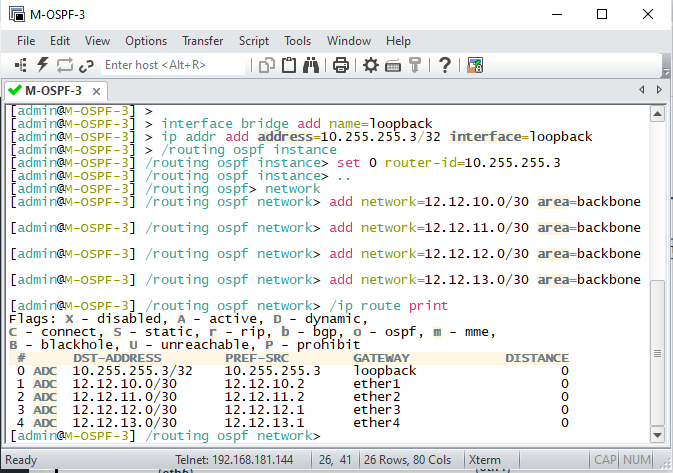 M-OSPF-3
File Edit View Options Transfer Script Tools Window Help
Enter host <Alt+R>
M-OSPF-3
[admin@M-OSPF-3] >
[admin@M-OSPF-3] > interface bridge add name=loopback
[admin@M-OSPF-3] > ip addr add address=10.255.255.3/32 interface=loopback
[admin@M-OSPF-3] > /routing ospf instance
[admin@M-OSPF-3] /routing ospf instance> set 0 router-id=10.255.255.3
[admin@M-OSPF-3] /routing ospf instance> ..
[admin@M-OSPF-3] /routing ospf> network
[admin@M-OSPF-3] /routing ospf network> add network=12.12.10.0/30 area=backbone
[admin@M-OSPF-3] /routing ospf network> add network=12.12.11.0/30 area=backbone
[admin@M-OSPF-3] /routing ospf network> add network=12.12.12.0/30 area=backbone
[admin@M-OSPF-3] /routing ospf network> add network=12.12.13.0/30 area=backbone
[admin@M-OSPF-3] /routing ospf network> /ip route print
Flags: X - disabled, A - active, D - dynamic,
C - connect, S - static, r - rip, b - bgp, o - ospf, m - mme,
B - blackhole, U - unreachable, P - prohibit
# DST-ADDRESS PREF-SRC GATEWAY DISTANCE
0 ADC 10.255.255.3/32 10.255.255.3 loopback 0
1 ADC 12.12.10.0/30 12.12.10.2 ether1 0
2 ADC 12.12.11.0/30 12.12.11.2 ether2 0
3 ADC 12.12.12.0/30 12.12.12.1 ether3 0
4 ADC 12.12.13.0/30 12.12.13.1 ether4 0
[admin@M-OSPF-3] /routing ospf network>
Ready Telnet: 192.168.181.144 26, 41 26 Rows, 80 Cols Xterm CAP NUM